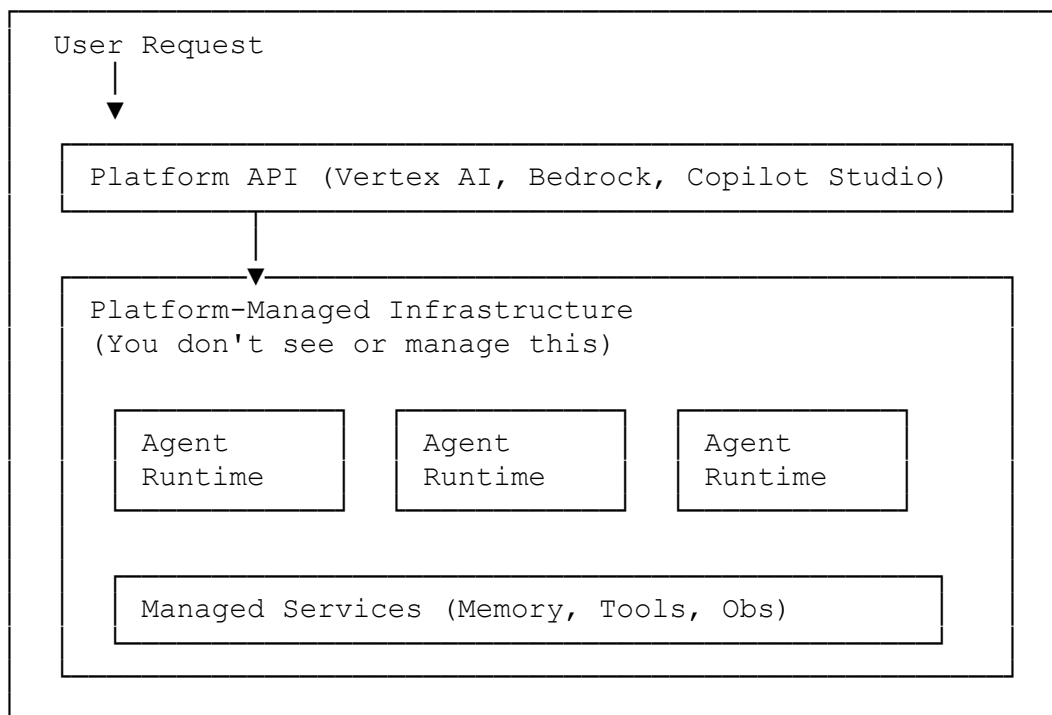 User Request
Platform API (Vertex AI, Bedrock, Copilot Studio)
Platform-Managed Infrastructure
(You don't see or manage this)
Agent Runtime
Agent Runtime
Agent Runtime
Managed Services (Memory, Tools, Obs)